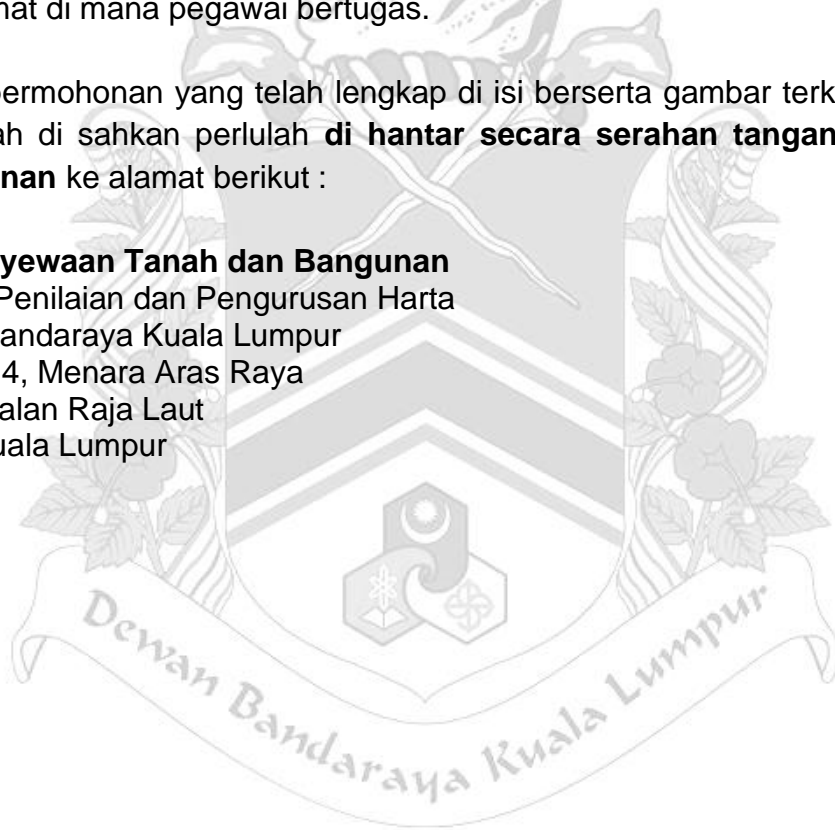 mat di mana pegawai bertugas.
permohonan yang telah lengkap di isi berserta gambar terk
ah di sahkan perlulah di hantar secara serahan tangan
nan ke alamat berikut :
yewaan Tanah dan Bangunan
Penilaian dan Pengurusan Harta
andaraya Kuala Lumpur
4, Menara Aras Raya
alan Raja Laut
uala Lumpur
Dewan Bandaraya Kuala Lumpur